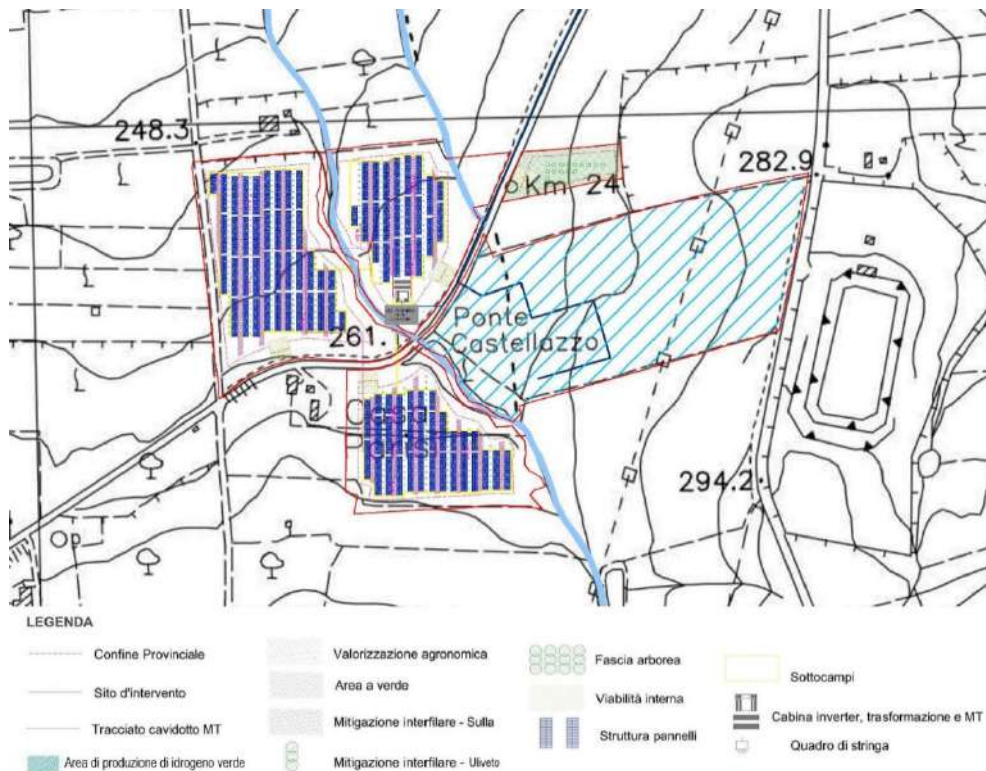 248.3
282.9
Km 24
Ponte
261.
Castellazzo
Casa
294.2
LEGENDA
Confine Provinciale
Sito d'intervento
Tracciato cavidotto MT
Area di produzione di idrogeno verde
Valorizzazione agronomica
Area a verde
Mitigazione interfilare - Sulla
Mitigazione interfilare - Uliveto
Fascia arborea
Viabilità interna
Struttura pannelli
Sottocampi
Cabina inverter, trasformazione e MT
Quadro di stringa